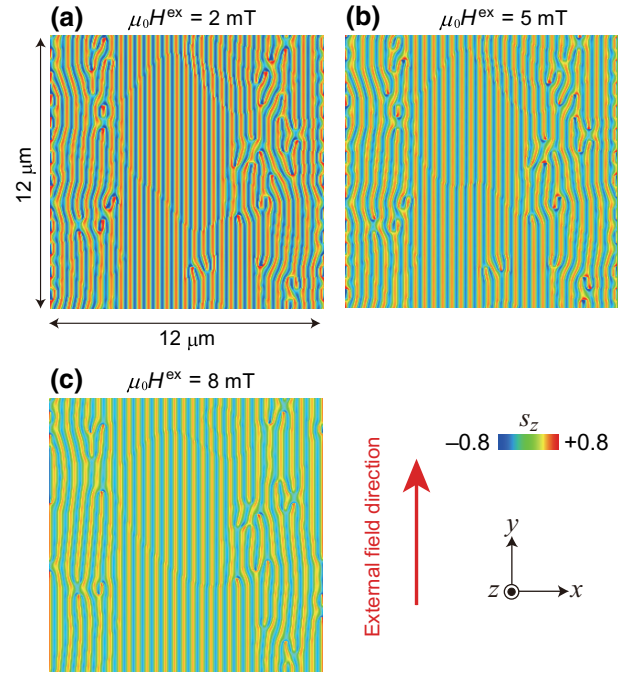 (a) μ₀Hᵉˣ = 2 mT
(b) μ₀Hᵉˣ = 5 mT
12 μm
12 μm
(c) μ₀Hᵉˣ = 8 mT
s_z
−0.8 +0.8
External field direction
y
z x